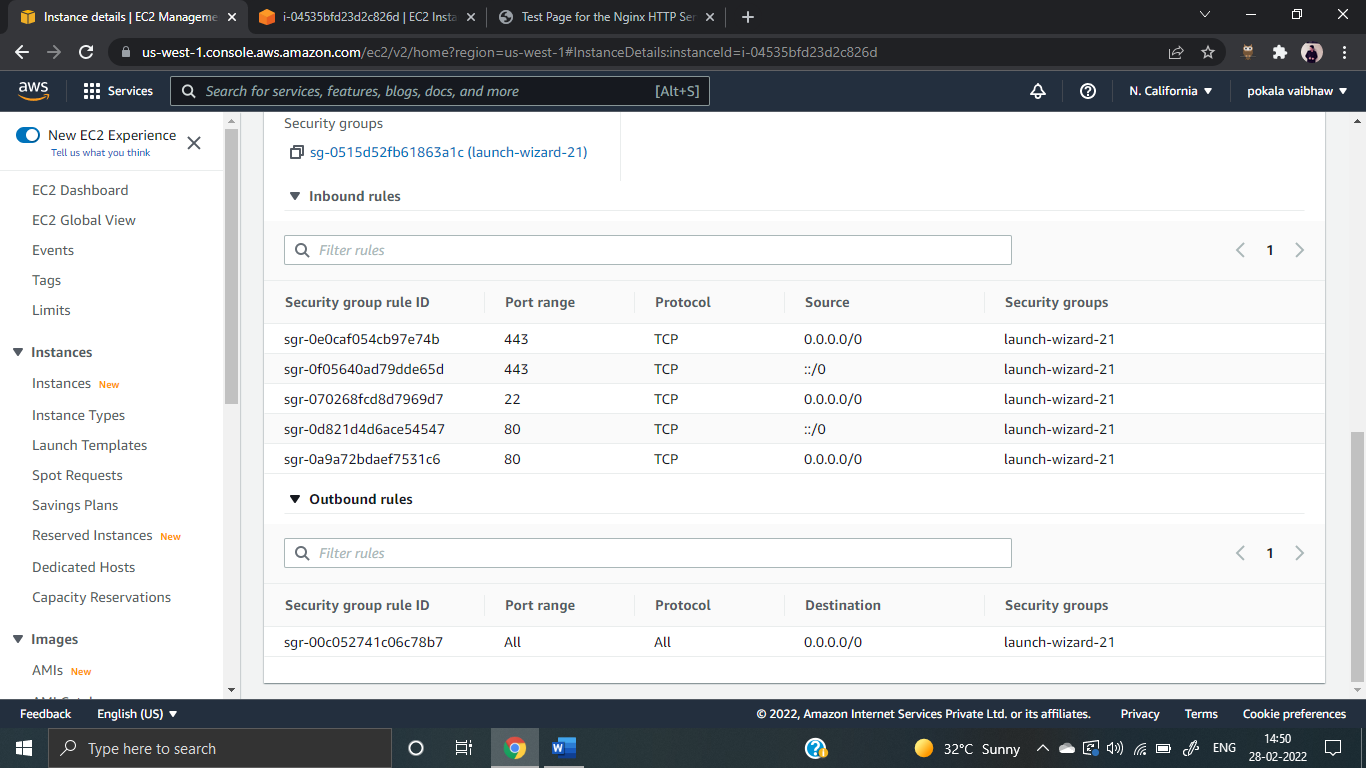 Instance details | EC2 Manageme
i-04535bfd23d2c826d | EC2 Insta
Test Page for the Nginx HTTP Ser
us-west-1.console.aws.amazon.com/ec2/v2/home?region=us-west-1#InstanceDetails:instanceId=i-04535bfd23d2c826d
aws Services Search for services, features, blogs, docs, and more [Alt+S] N. California pokala vaibhaw
New EC2 Experience
Tell us what you think
EC2 Dashboard
EC2 Global View
Events
Tags
Limits
Instances
Instances New
Instance Types
Launch Templates
Spot Requests
Savings Plans
Reserved Instances New
Dedicated Hosts
Capacity Reservations
Images
AMIs New
Security groups
sg-0515d52fb61863a1c (launch-wizard-21)
Inbound rules
Filter rules 1
Security group rule ID Port range Protocol Source Security groups
sgr-0e0caf054cb97e74b 443 TCP 0.0.0.0/0 launch-wizard-21
sgr-0f05640ad79dde65d 443 TCP ::/0 launch-wizard-21
sgr-070268fcd8d7969d7 22 TCP 0.0.0.0/0 launch-wizard-21
sgr-0d821d4d6ace54547 80 TCP ::/0 launch-wizard-21
sgr-0a9a72bdaef7531c6 80 TCP 0.0.0.0/0 launch-wizard-21
Outbound rules
Filter rules 1
Security group rule ID Port range Protocol Destination Security groups
sgr-00c052741c06c78b7 All All 0.0.0.0/0 launch-wizard-21
Feedback English (US) © 2022, Amazon Internet Services Private Ltd. or its affiliates. Privacy Terms Cookie preferences
Type here to search 32°C Sunny ENG 14:50
28-02-2022